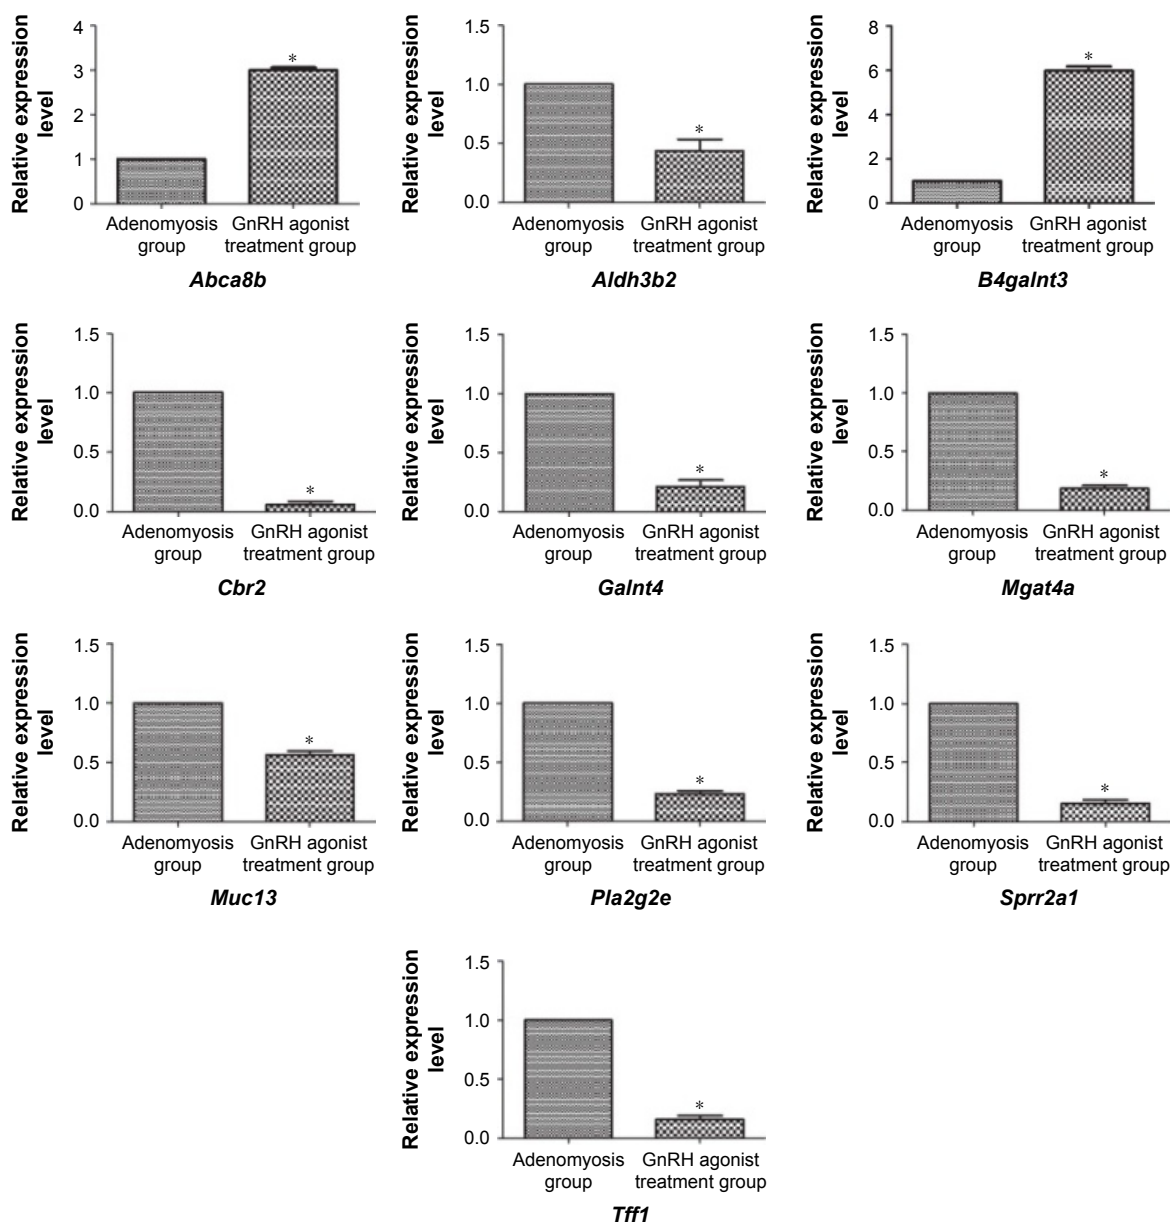 Relative expression
level
4
3
2
1
0
*
Adenomyosis
group
GnRH agonist
treatment group
Abca8b
Relative expression
level
1.5
1.0
0.5
0.0
*
Adenomyosis
group
GnRH agonist
treatment group
Aldh3b2
Relative expression
level
8
6
4
2
0
*
Adenomyosis
group
GnRH agonist
treatment group
B4galnt3
Relative expression
level
1.5
1.0
0.5
0.0
*
Adenomyosis
group
GnRH agonist
treatment group
Cbr2
Relative expression
level
1.5
1.0
0.5
0.0
*
Adenomyosis
group
GnRH agonist
treatment group
Galnt4
Relative expression
level
1.5
1.0
0.5
0.0
*
Adenomyosis
group
GnRH agonist
treatment group
Mgat4a
Relative expression
level
1.5
1.0
0.5
0.0
*
Adenomyosis
group
GnRH agonist
treatment group
Muc13
Relative expression
level
1.5
1.0
0.5
0.0
*
Adenomyosis
group
GnRH agonist
treatment group
Pla2g2e
Relative expression
level
1.5
1.0
0.5
0.0
*
Adenomyosis
group
GnRH agonist
treatment group
Sprr2a1
Relative expression
level
1.5
1.0
0.5
0.0
*
Adenomyosis
group
GnRH agonist
treatment group
Tff1